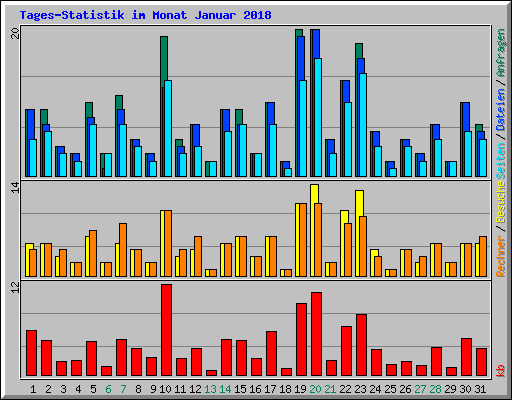 Tages-Statistik im Monat Januar 2018
20
14
12
Rechner / Besuche Seiten / Dateien / Anfragen
kb
1 2 3 4 5 6 7 8 9 10 11 12 13 14 15 16 17 18 19 20 21 22 23 24 25 26 27 28 29 30 31